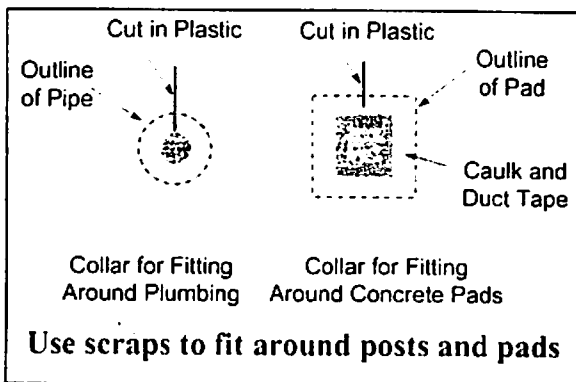 Cut in Plastic
Cut in Plastic
Outline
of Pipe
Outline
of Pad
Caulk and
Duct Tape
Collar for Fitting
Around Plumbing
Collar for Fitting
Around Concrete Pads
Use scraps to fit around posts and pads